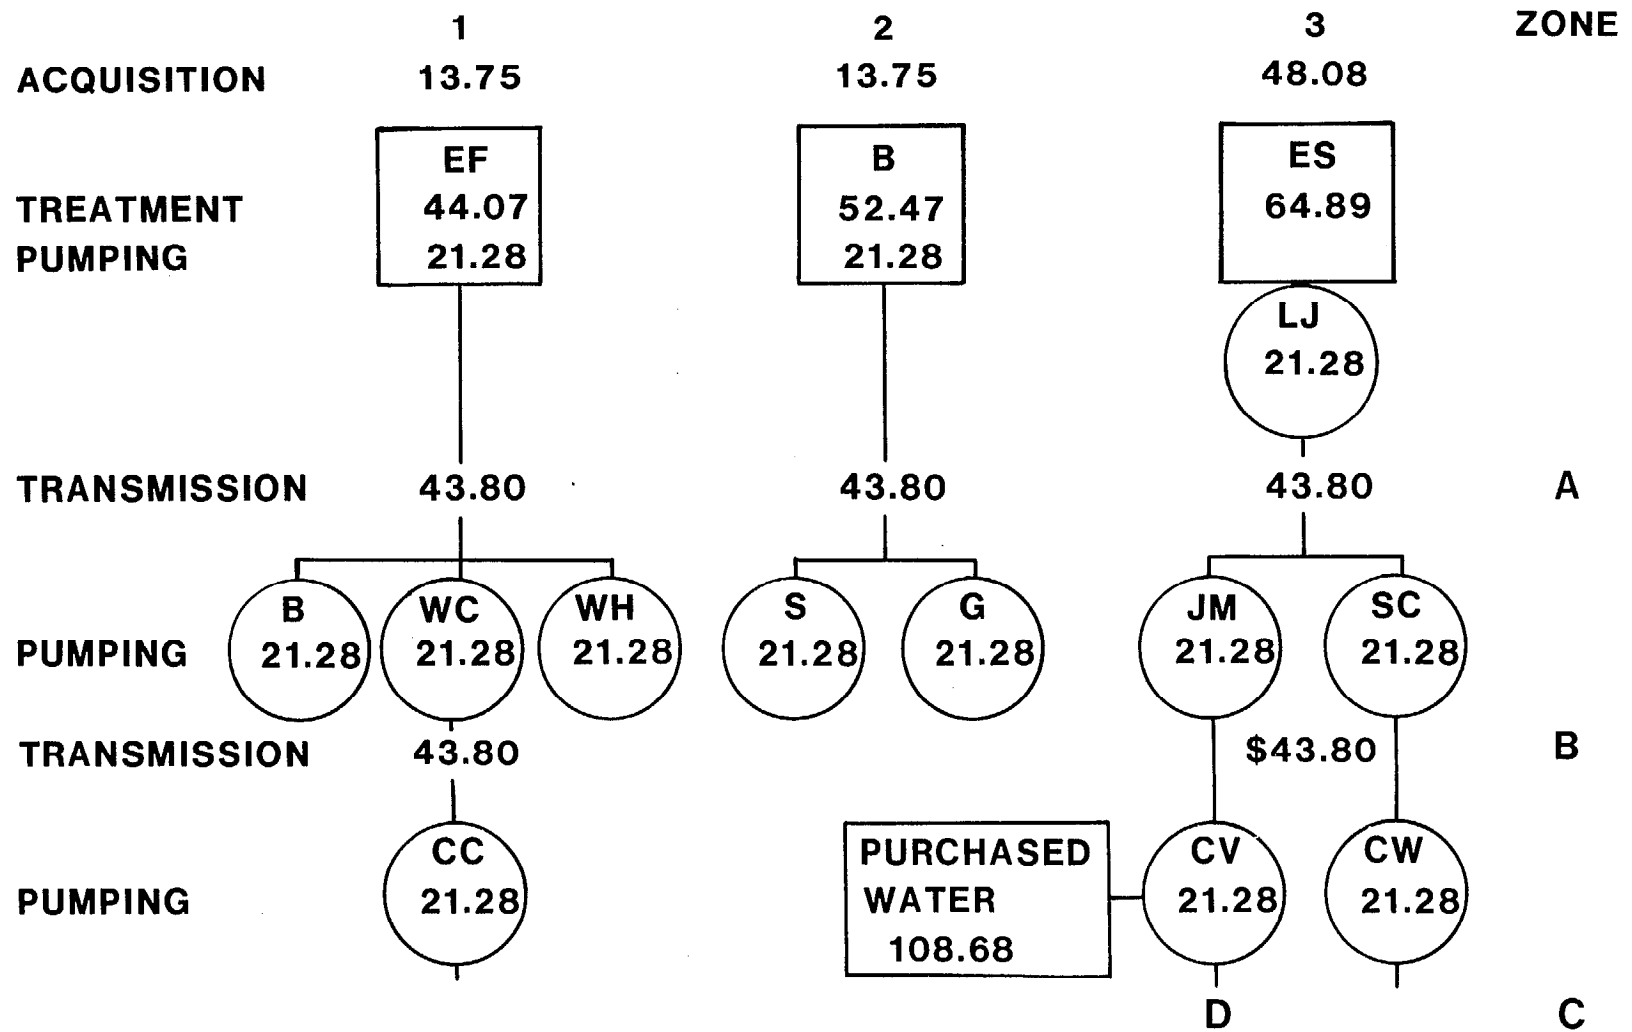 1 2 3 ZONE
ACQUISITION 13.75 13.75 48.08
EF B ES
TREATMENT 44.07 52.47 64.89
PUMPING 21.28 21.28
LJ
21.28
TRANSMISSION 43.80 43.80 43.80 A
B WC WH S G JM SC
PUMPING 21.28 21.28 21.28 21.28 21.28 21.28 21.28
TRANSMISSION 43.80 $43.80 B
CC PURCHASED CV CW
PUMPING 21.28 WATER 21.28 21.28
108.68
D C